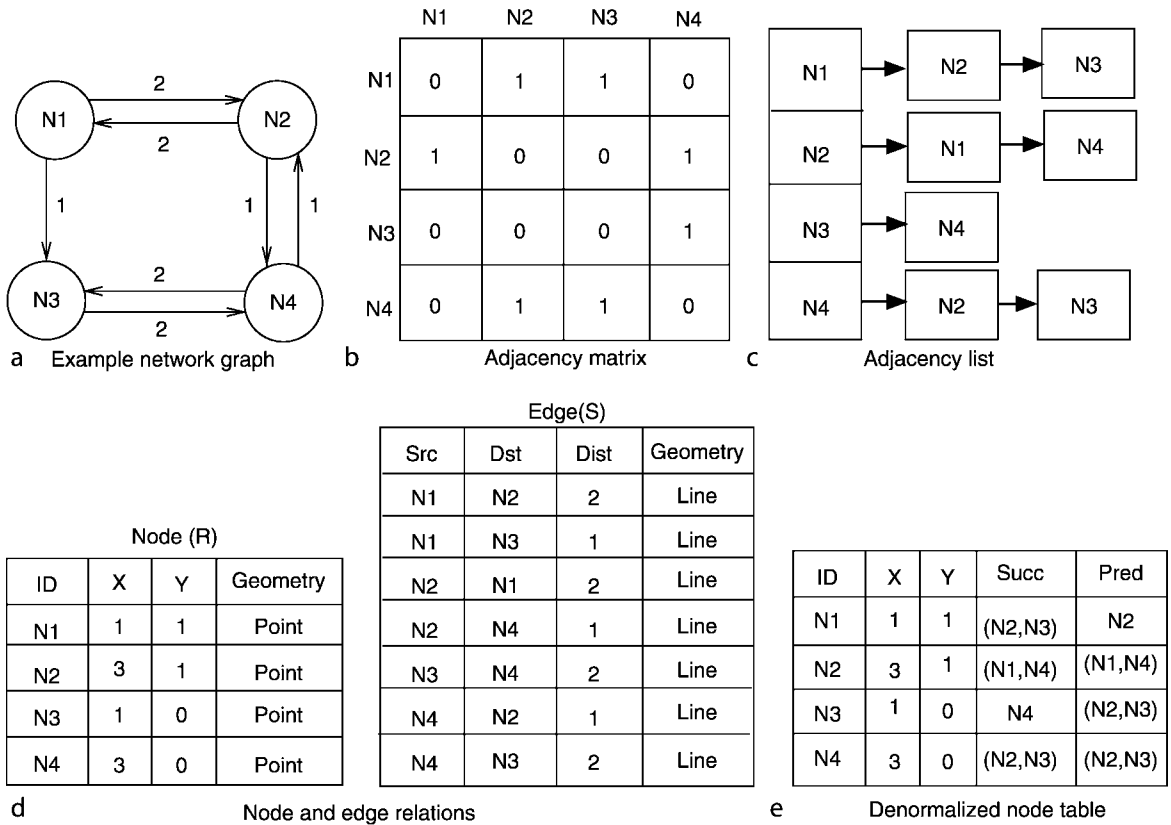 N1
2
N2
2
1
1
1
N3
2
N4
2
a Example network graph
N1 N2 N3 N4
N1 0 1 1 0
N2 1 0 0 1
N3 0 0 0 1
N4 0 1 1 0
b Adjacency matrix
N1 N2 N3
N2 N1 N4
N3 N4
N4 N2 N3
c Adjacency list
Node (R)
ID X Y Geometry
N1 1 1 Point
N2 3 1 Point
N3 1 0 Point
N4 3 0 Point
Edge(S)
Src Dst Dist Geometry
N1 N2 2 Line
N1 N3 1 Line
N2 N1 2 Line
N2 N4 1 Line
N3 N4 2 Line
N4 N2 1 Line
N4 N3 2 Line
d Node and edge relations
ID X Y Succ Pred
N1 1 1 (N2,N3) N2
N2 3 1 (N1,N4) (N1,N4)
N3 1 0 N4 (N2,N3)
N4 3 0 (N2,N3) (N2,N3)
e Denormalized node table